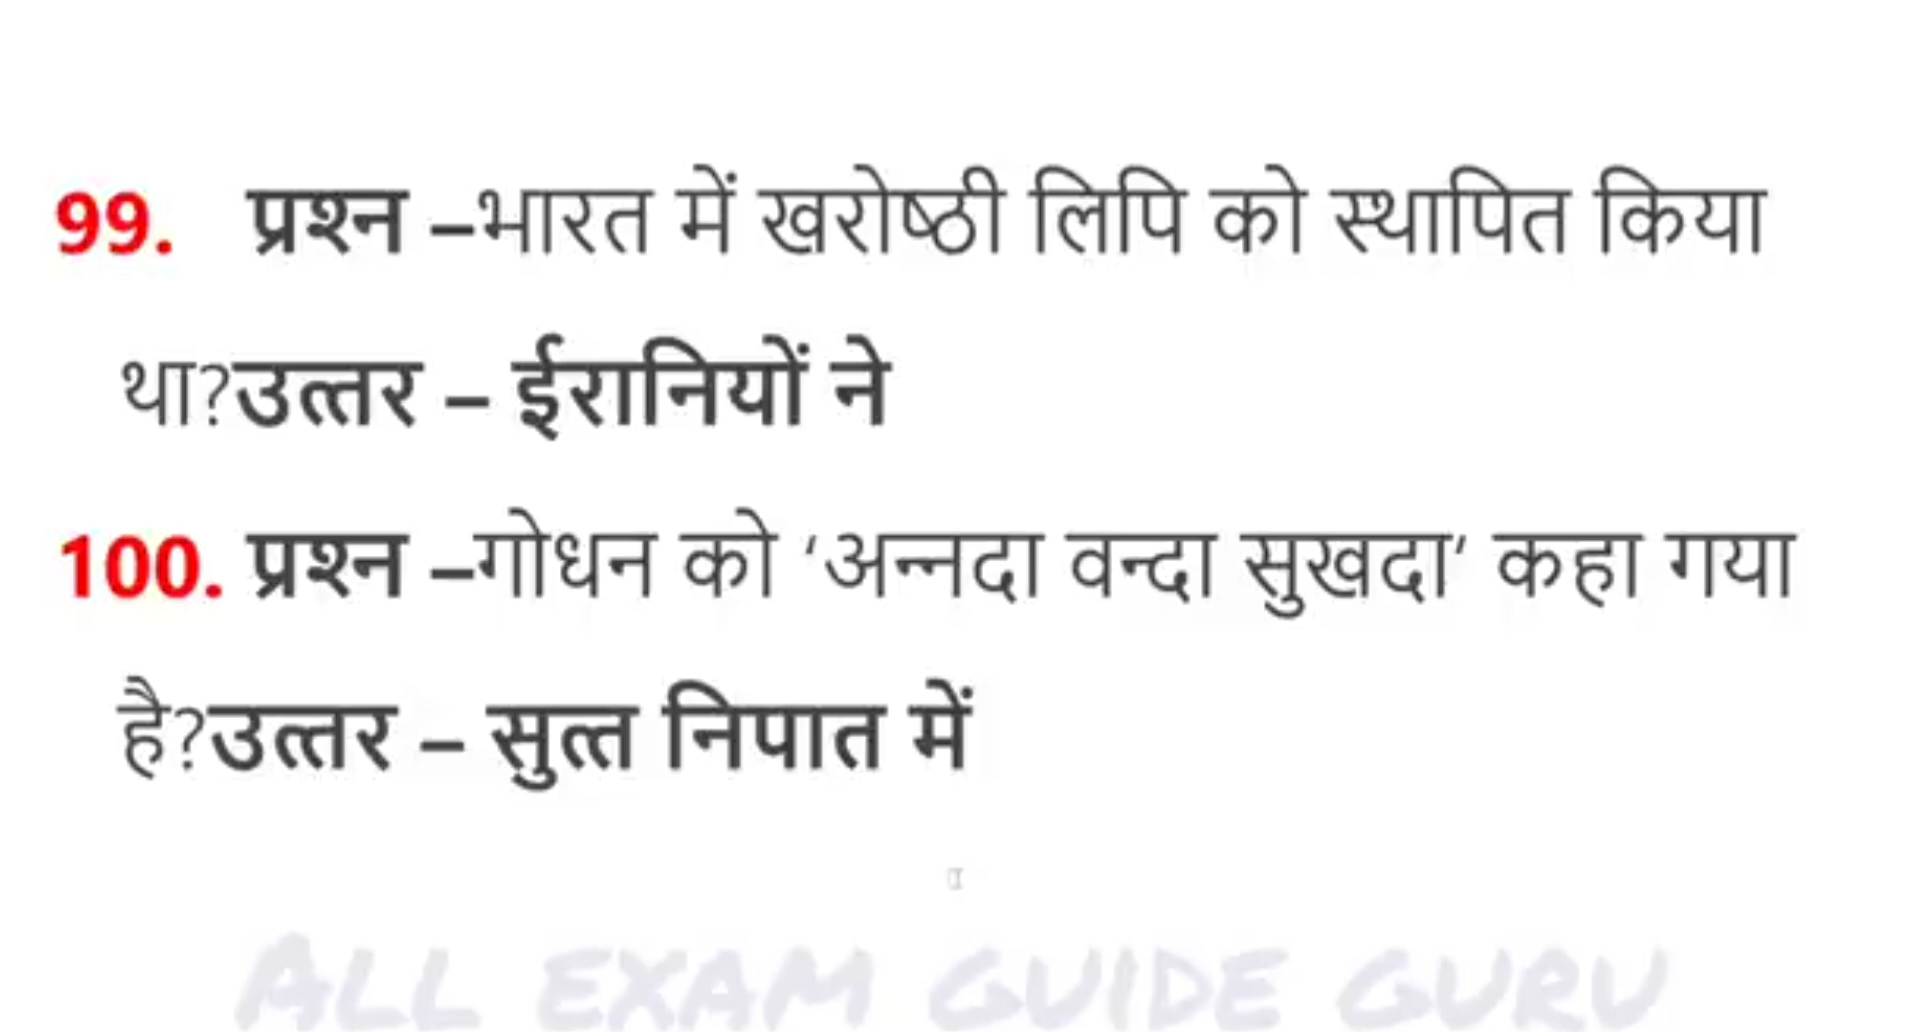 99. प्रश्न –भारत में खरोष्ठी लिपि को स्थापित किया
था?उत्तर – ईरानियों ने
100. प्रश्न –गोधन को ‘अन्नदा वन्दा सुखदा’ कहा गया
है?उत्तर – सुत्त निपात में
ALL EXAM GUIDE GURU